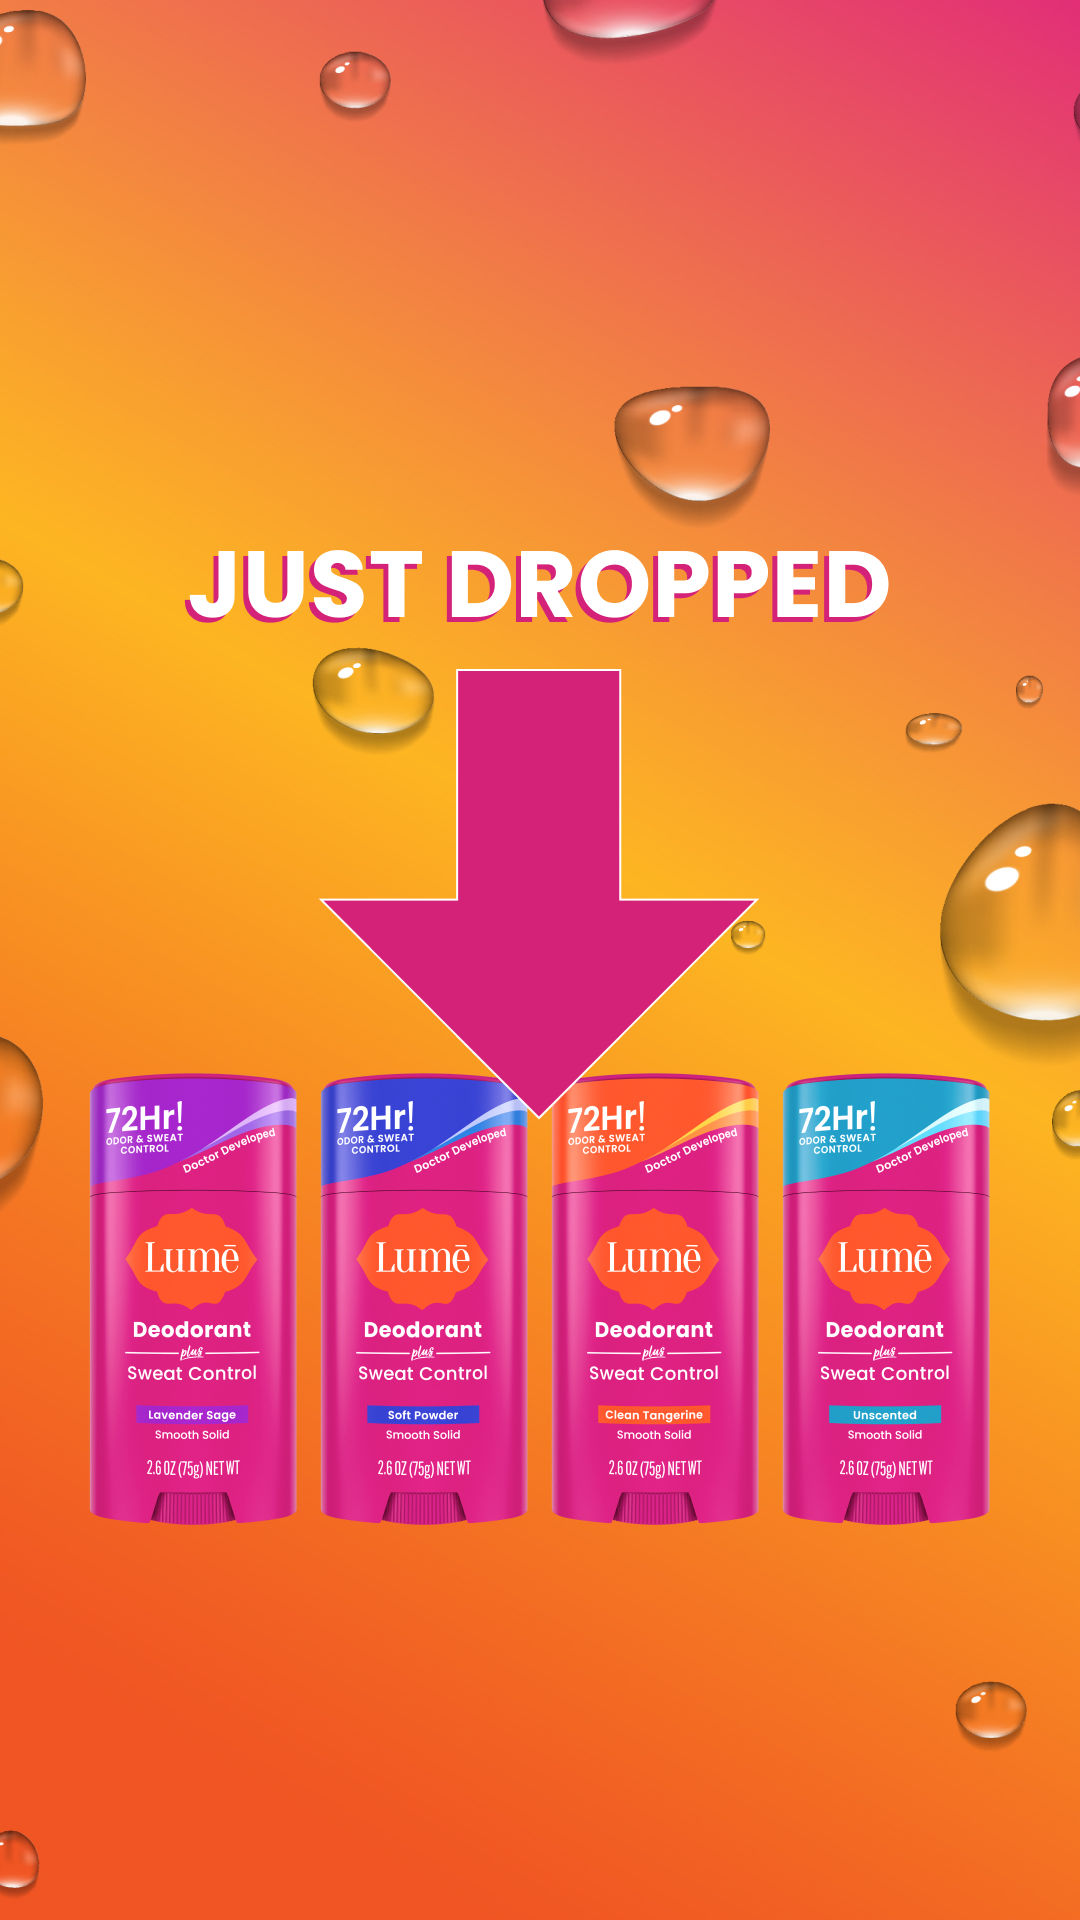 JUST DROPPED
72Hr!
ODOR & SWEAT
CONTROL
Doctor Developed
Lumē
Deodorant
plus
Sweat Control
Lavender Sage
Smooth Solid
2.6 OZ (75g) NET WT
72Hr!
ODOR & SWEAT
CONTROL
Doctor Developed
Lumē
Deodorant
plus
Sweat Control
Soft Powder
Smooth Solid
2.6 OZ (75g) NET WT
72Hr!
ODOR & SWEAT
CONTROL
Doctor Developed
Lumē
Deodorant
plus
Sweat Control
Clean Tangerine
Smooth Solid
2.6 OZ (75g) NET WT
72Hr!
ODOR & SWEAT
CONTROL
Doctor Developed
Lumē
Deodorant
plus
Sweat Control
Unscented
Smooth Solid
2.6 OZ (75g) NET WT